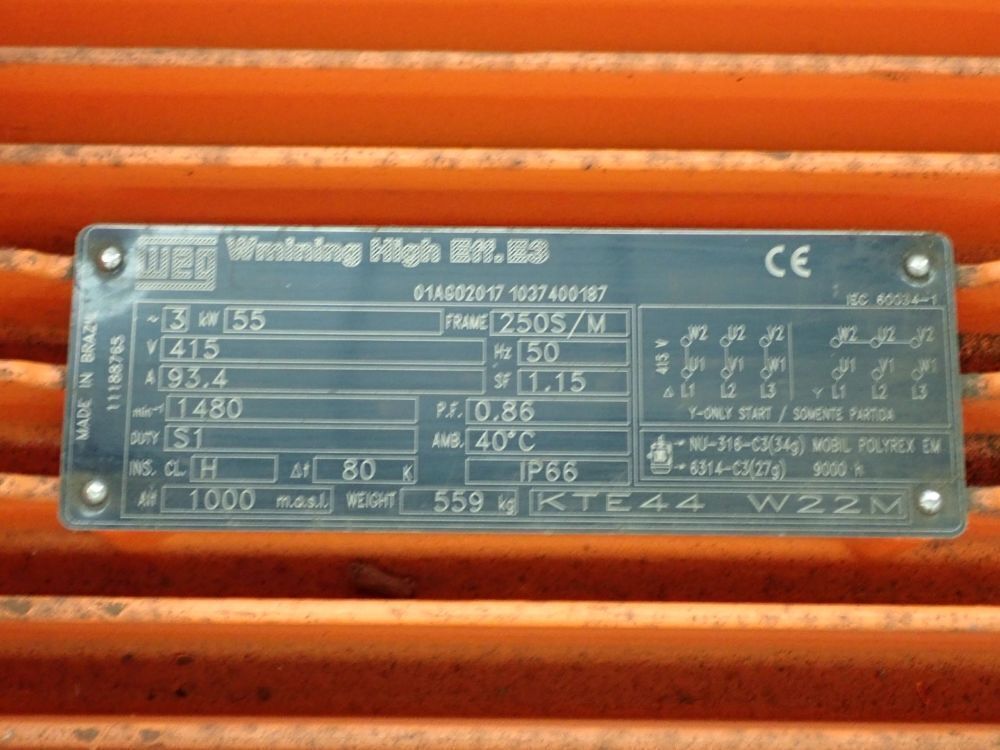 WEG Wmining High Eff. E3 CE
01AGO2017 1037400187 IEC 60034-1
MADE IN BRAZIL
11188765
~ 3 kW 55 FRAME 250S/M
V 415 Hz 50
A 93.4 SF 1.15
min-1 1480 P.F. 0.86
DUTY S1 AMB. 40°C
INS. CL. H Δt 80 K IP66
Alt 1000 m.a.s.l. WEIGHT 559 kg KTE44 W22M
415 V
W2 U2 V2 W2 U2 V2
U1 V1 W1 U1 V1 W1
Δ L1 L2 L3 Y L1 L2 L3
Y-ONLY START / SOMENTE PARTIDA
NU-316-C3(34g) MOBIL POLYREX EM
6314-C3(27g) 9000 h